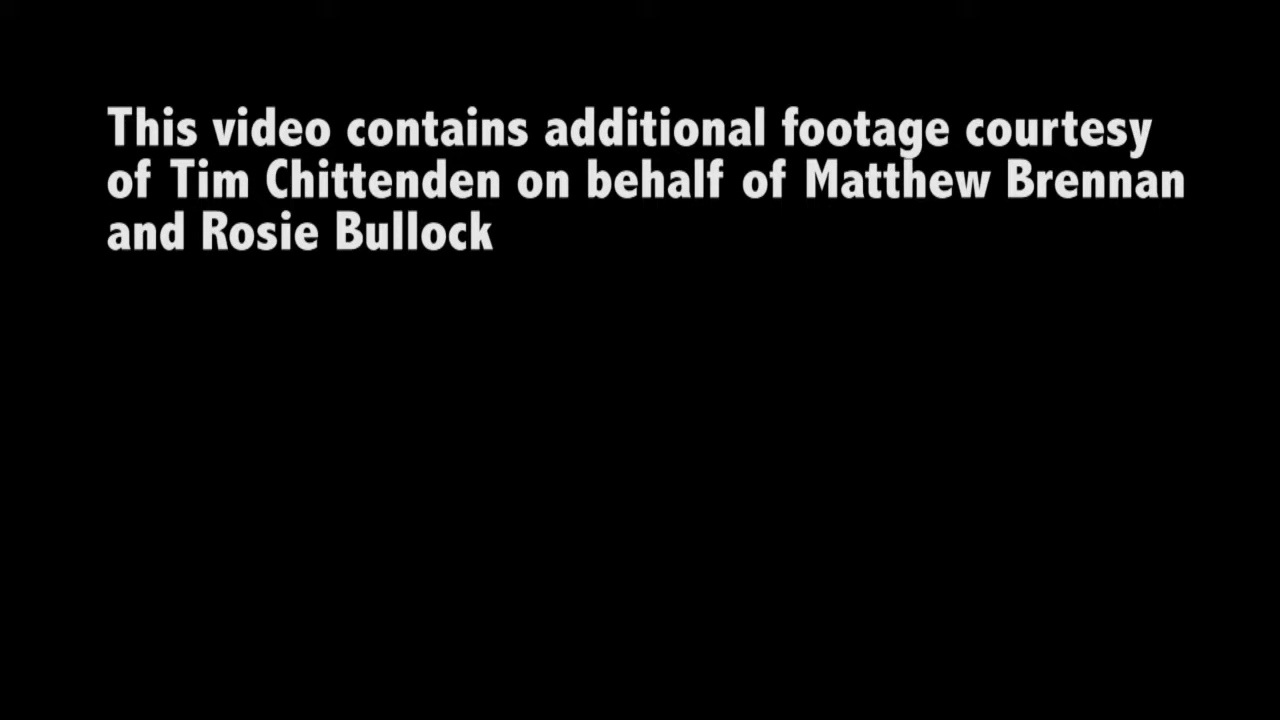 This video contains additional footage courtesy
of Tim Chittenden on behalf of Matthew Brennan
and Rosie Bullock